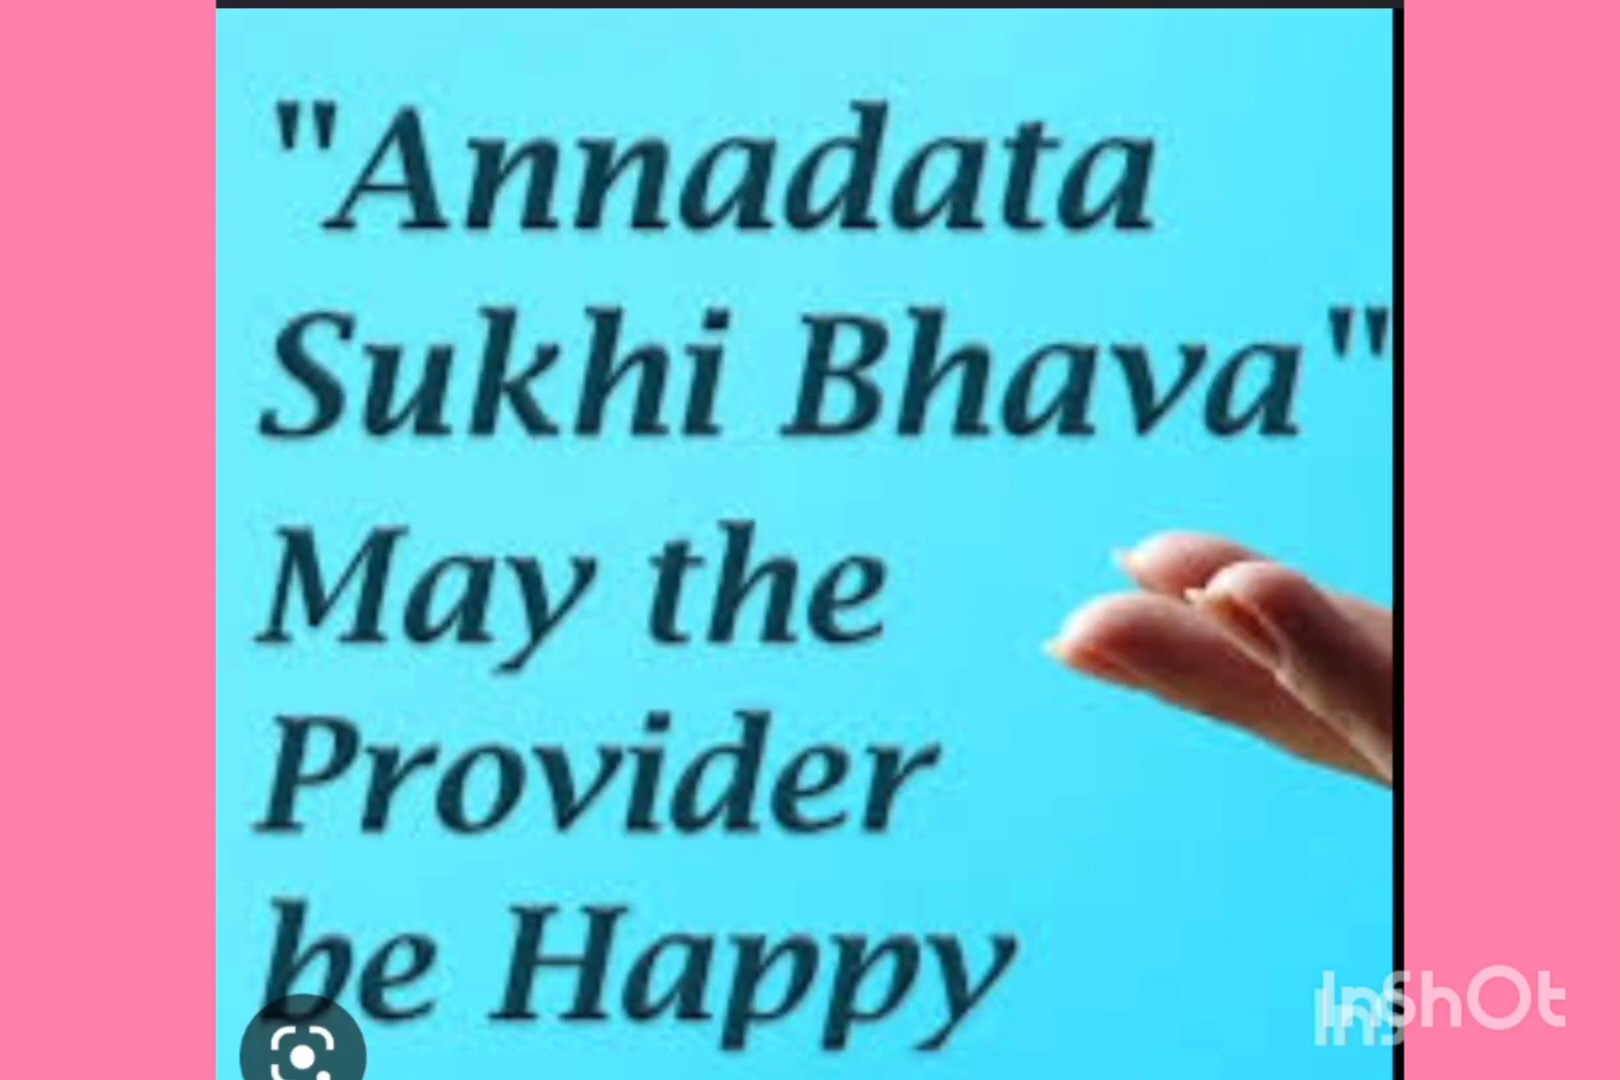 "Annadata
Sukhi Bhava"
May the
Provider
be Happy
InShOt